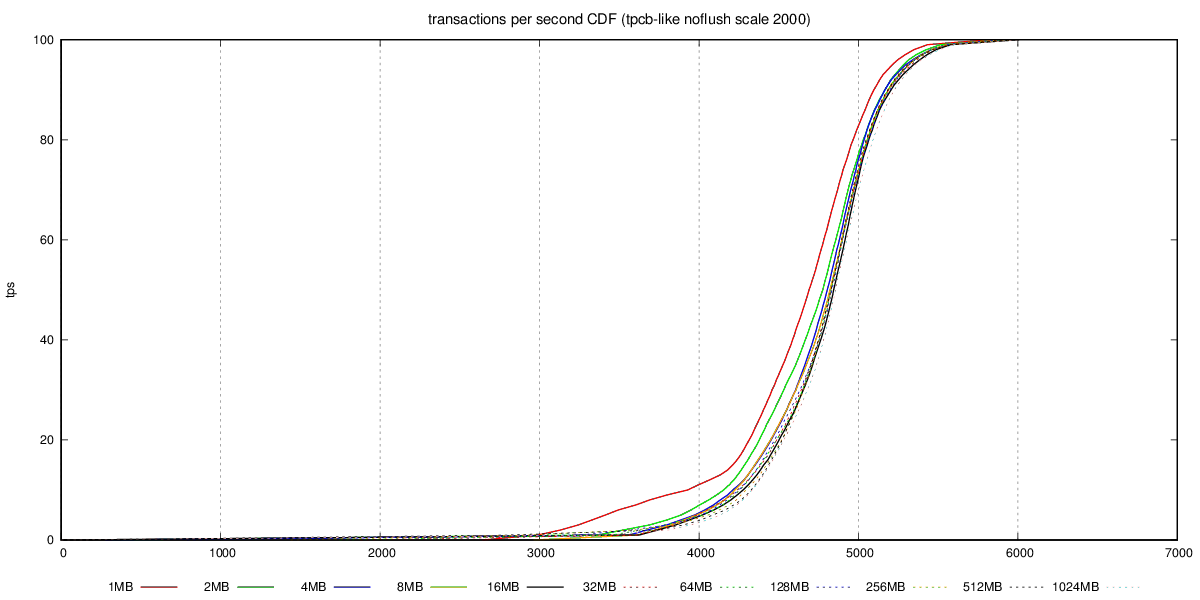 transactions per second CDF (tpcb-like noflush scale 2000)
100
80
60
40
20
0
tps
0 1000 2000 3000 4000 5000 6000 7000
1MB 2MB 4MB 8MB 16MB 32MB 64MB 128MB 256MB 512MB 1024MB